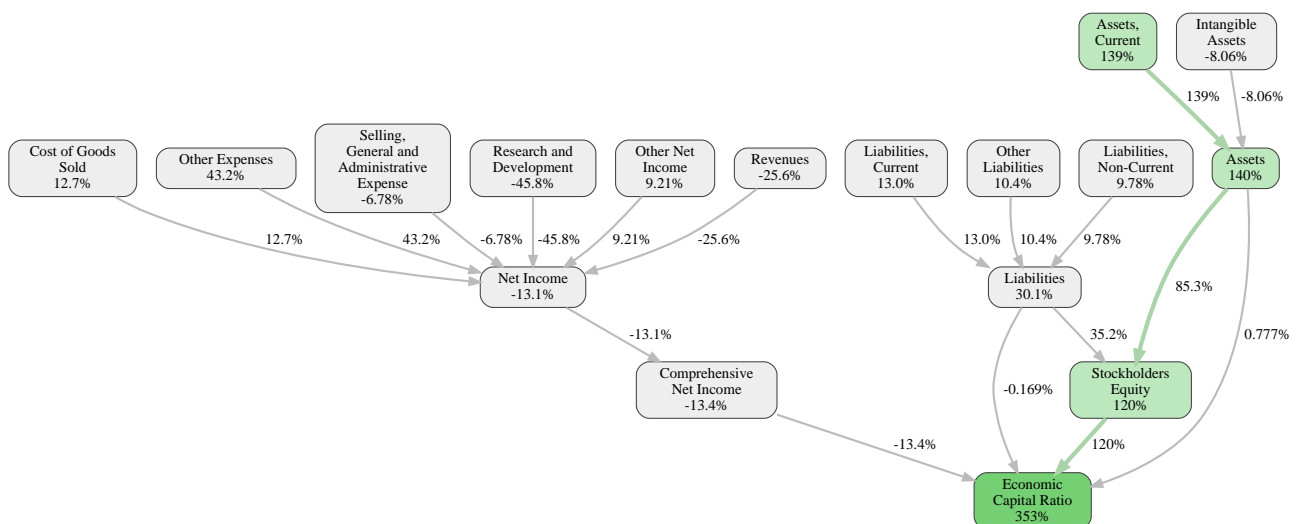 Assets,
Current
139%
Intangible
Assets
-8.06%
139%
-8.06%
Cost of Goods
Sold
12.7%
Other Expenses
43.2%
Selling,
General and
Administrative
Expense
-6.78%
Research and
Development
-45.8%
Other Net
Income
9.21%
Revenues
-25.6%
Liabilities,
Current
13.0%
Other
Liabilities
10.4%
Liabilities,
Non-Current
9.78%
Assets
140%
12.7%
43.2%
-6.78%
-45.8%
9.21%
-25.6%
13.0%
10.4%
9.78%
Net Income
-13.1%
Liabilities
30.1%
85.3%
-13.1%
35.2%
0.777%
Comprehensive
Net Income
-13.4%
-0.169%
Stockholders
Equity
120%
-13.4%
120%
Economic
Capital Ratio
353%